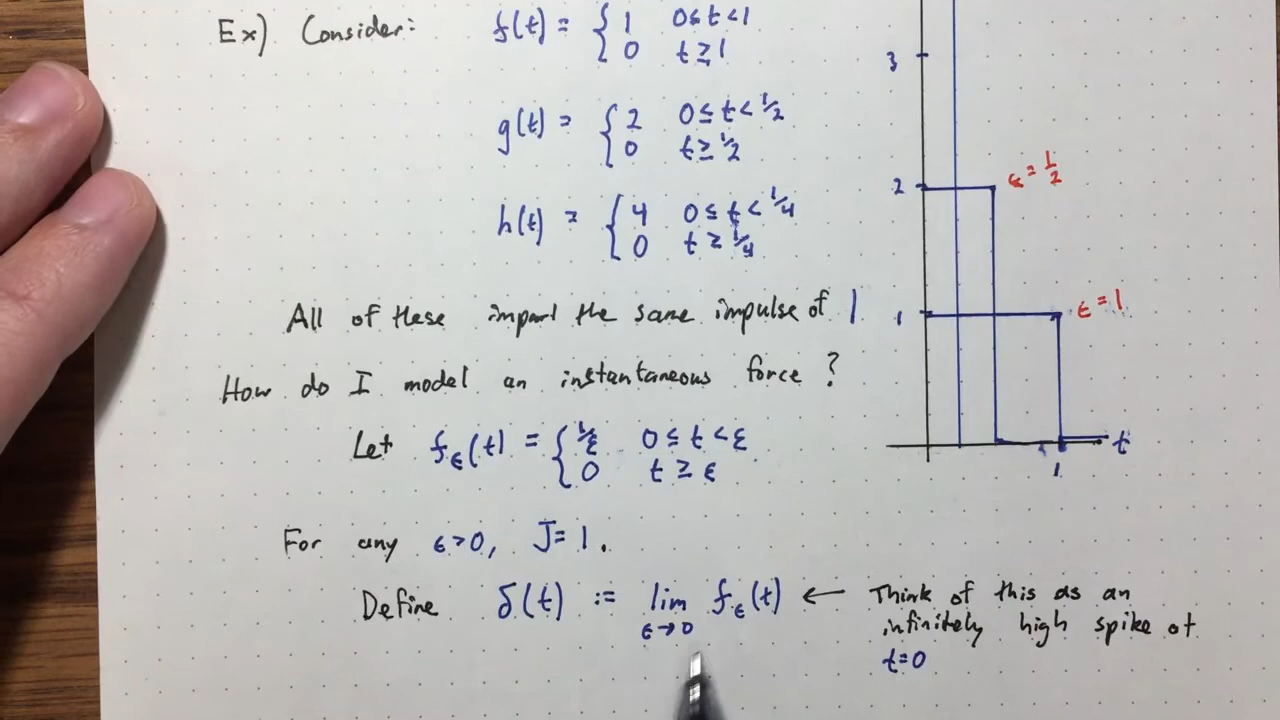 Ex) Consider: f(t) = { 1 0≤t<1
0 t≥1
g(t) = { 2 0≤t<1/2
0 t≥1/2
h(t) = { 4 0≤t<1/4
0 t≥1/4
All of these impart the same impulse of 1
How do I model an instantaneous force?
Let fε(t) = { 1/ε 0≤t<ε
0 t≥ε
For any ε>0, J=1.
Define δ(t) := lim fε(t) ← Think of this as an
ε→0
infinitely high spike at
t=0
3
2
ε=1/2
1
ε=1
t
1